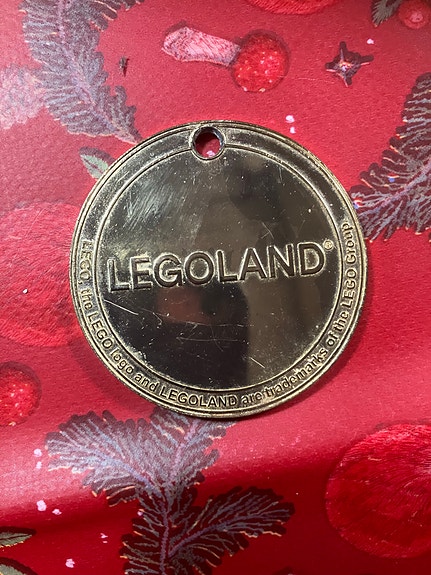 LEGOLAND®
LEGO, the LEGO logo and LEGOLAND are trademarks of the LEGO Group.